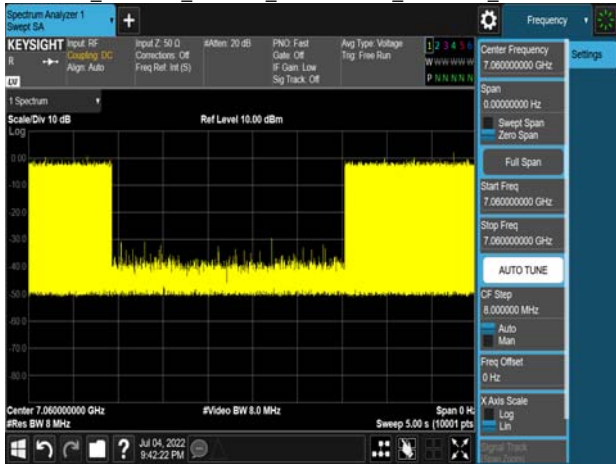 Spectrum Analyzer 1
Swept SA
+
Frequency
KEYSIGHT
R
LXI
Input: RF
Coupling: DC
Align: Auto
Input Z: 50 Ω
Corrections: Off
Freq Ref: Int (S)
#Atten: 20 dB
PNO: Fast
Gate: Off
IF Gain: Low
Sig Track: Off
Avg Type: Voltage
Trig: Free Run
1 2 3 4 5 6
W W W W W W
P N N N N N
1 Spectrum
Scale/Div 10 dB
Ref Level 10.00 dBm
Log
0.00
-10.0
-20.0
-30.0
-40.0
-50.0
-60.0
-70.0
-80.0
Center 7.060000000 GHz
#Video BW 8.0 MHz
Span 0 Hz
#Res BW 8 MHz
Sweep 5.00 s (10001 pts
Center Frequency
7.060000000 GHz
Settings
Span
0.00000000 Hz
Swept Span
Zero Span
Full Span
Start Freq
7.060000000 GHz
Stop Freq
7.060000000 GHz
AUTO TUNE
CF Step
8.000000 MHz
Auto
Man
Freq Offset
0 Hz
X Axis Scale
Log
Lin
Signal Track
(Span Zoom)
?
Jul 04, 2022
9:42:22 PM